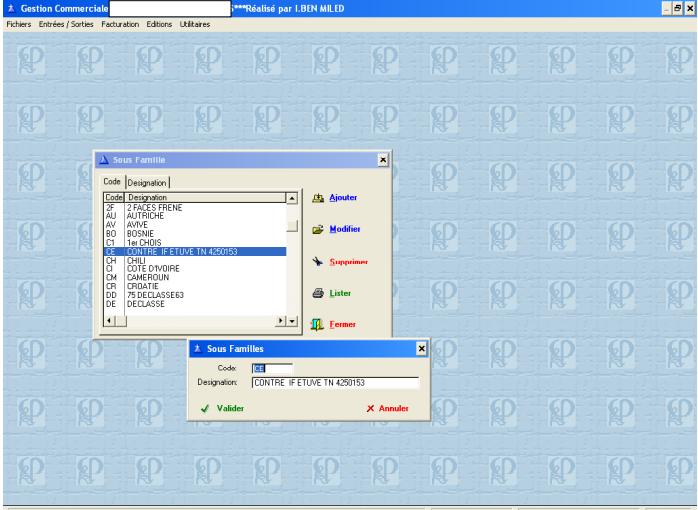 Gestion Commerciale S***Réalisé par I.BEN MILED
Fichiers Entrées / Sorties Facturation Editions Utilitaires
Sous Famille
Code Designation
Code Designation
2F 2 FACES FRENE
AU AUTRICHE
AV AVIVE
BO BOSNIE
C1 1er CHOIS
CE CONTRE IF ETUVE TN 4250153
CH CHILI
CI COTE D'IVOIRE
CM CAMEROUN
CR CROATIE
DD 75 DECLASSE63
DE DECLASSE
Ajouter
Modifier
Supprimer
Lister
Fermer
Sous Familles
Code: CE
Designation: CONTRE IF ETUVE TN 4250153
Valider Annuler